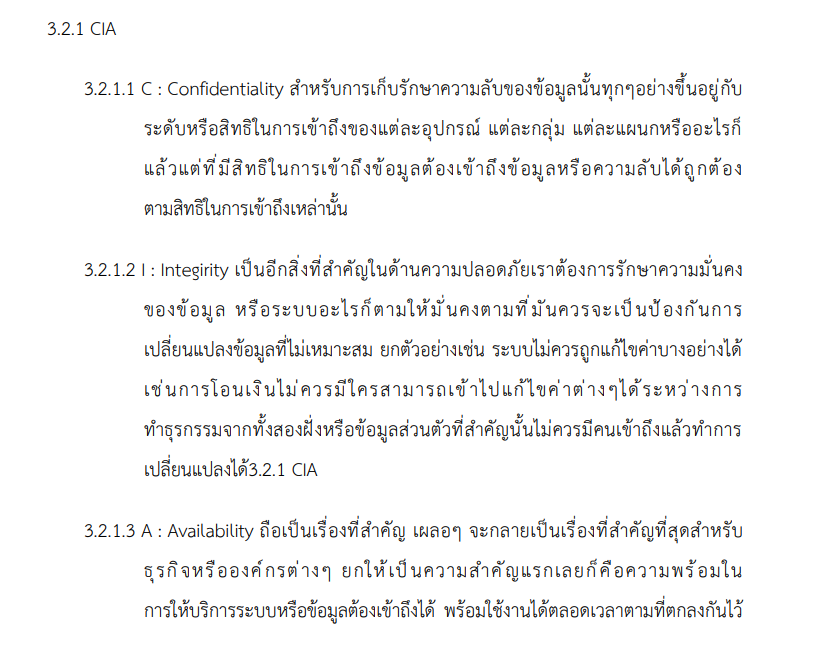 3.2.1 CIA
3.2.1.1 C : Confidentiality สำหรับการเก็บรักษาความลับของข้อมูลนั้นทุกๆอย่างขึ้นอยู่กับ
ระดับหรือสิทธิในการเข้าถึงของแต่ละอุปกรณ์ แต่ละกลุ่ม แต่ละแผนกหรืออะไรก็
แล้วแต่ที่มีสิทธิในการเข้าถึงข้อมูลต้องเข้าถึงข้อมูลหรือความลับได้ถูกต้อง
ตามสิทธิในการเข้าถึงเหล่านั้น
3.2.1.2 I : Integirity เป็นอีกสิ่งที่สำคัญในด้านความปลอดภัยเราต้องการรักษาความมั่นคง
ของข้อมูล หรือระบบอะไรก็ตามให้มั่นคงตามที่มันควรจะเป็นป้องกันการ
เปลี่ยนแปลงข้อมูลที่ไม่เหมาะสม ยกตัวอย่างเช่น ระบบไม่ควรถูกแก้ไขค่าบางอย่างได้
เช่นการโอนเงินไม่ควรมีใครสามารถเข้าไปแก้ไขค่าต่างๆได้ระหว่างการ
ทำธุรกรรมจากทั้งสองฝั่งหรือข้อมูลส่วนตัวที่สำคัญนั้นไม่ควรมีคนเข้าถึงแล้วทำการ
เปลี่ยนแปลงได้3.2.1 CIA
3.2.1.3 A : Availability ถือเป็นเรื่องที่สำคัญ เผลอๆ จะกลายเป็นเรื่องที่สำคัญที่สุดสำหรับ
ธุรกิจหรือองค์กรต่างๆ ยกให้เป็นความสำคัญแรกเลยก็คือความพร้อมใน
การให้บริการระบบหรือข้อมูลต้องเข้าถึงได้ พร้อมใช้งานได้ตลอดเวลาตามที่ตกลงกันไว้